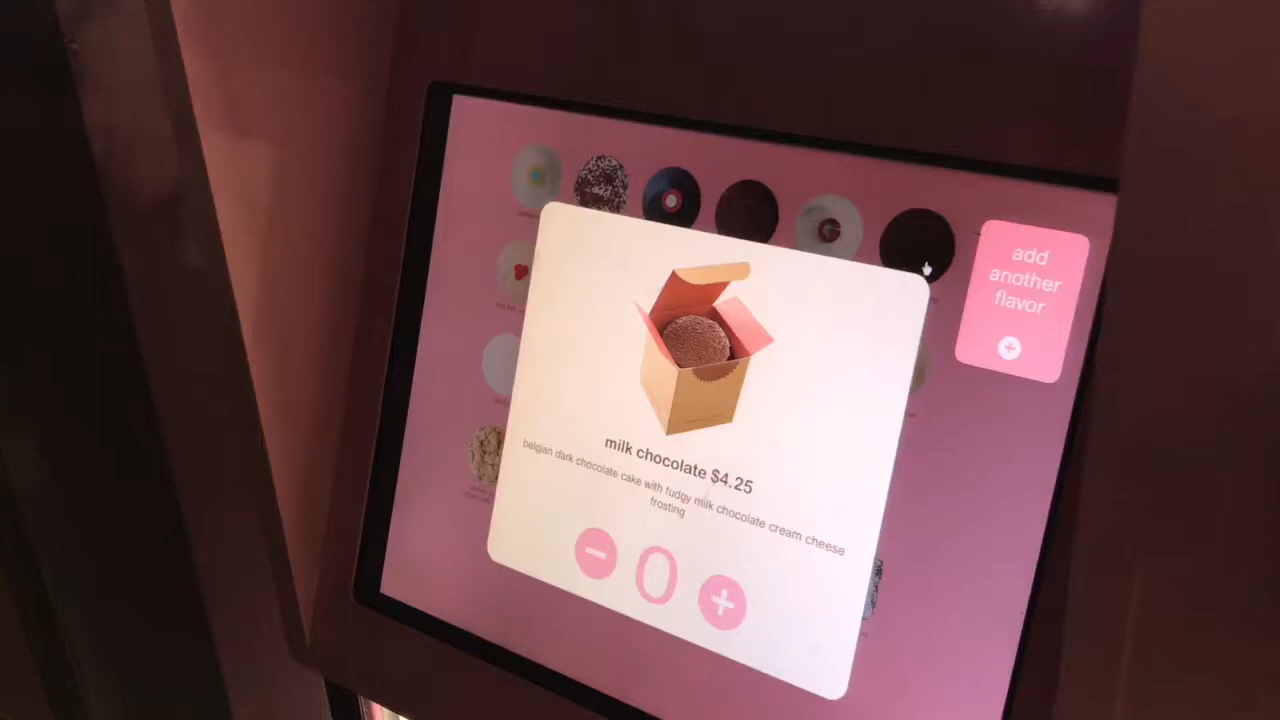 add
another
flavor
milk chocolate $4.25
belgian dark chocolate cake with fudgy milk chocolate cream cheese
frosting
0